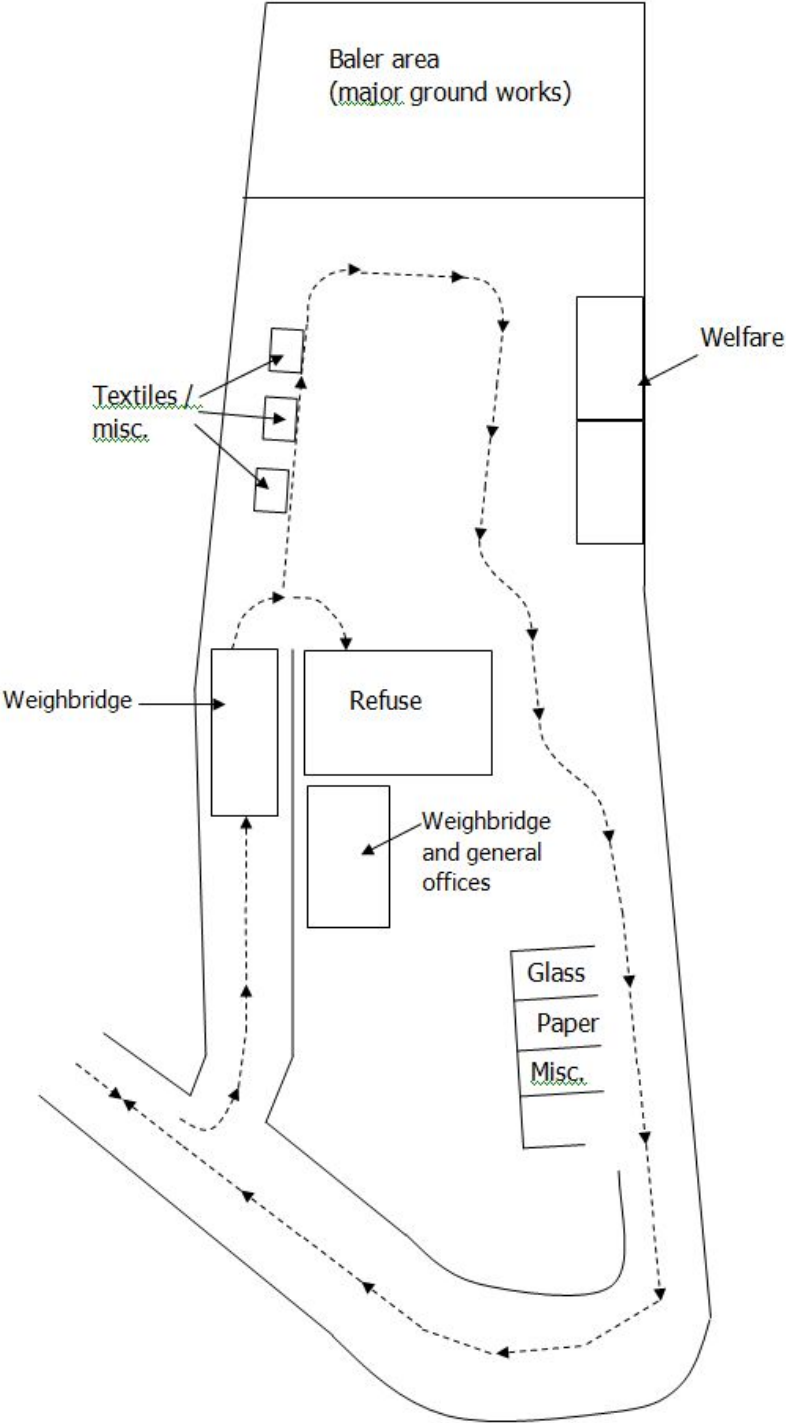 Baler area
(major ground works)
Welfare
Textiles /
misc.
Weighbridge
Refuse
Weighbridge
and general
offices
Glass
Paper
Misc.